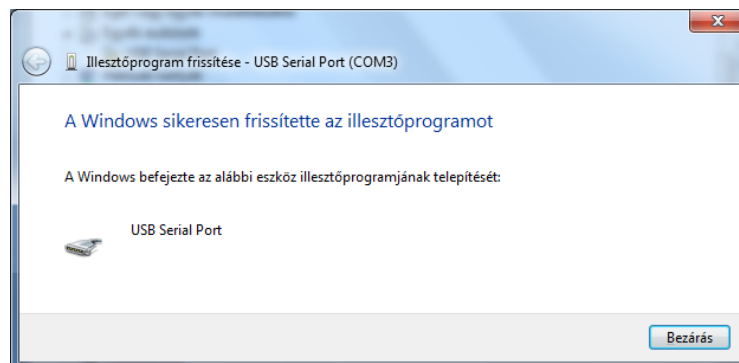 Illesztőprogram frissítése - USB Serial Port (COM3)
A Windows sikeresen frissítette az illesztőprogramot
A Windows befejezte az alábbi eszköz illesztőprogramjának telepítését:
USB Serial Port
Bezárás